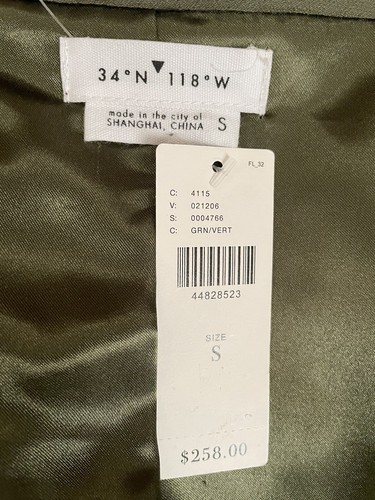 34°N ▼ 118°W
made in the city of
SHANGHAI, CHINA S
FL_32
C: 4115
V: 021206
S: 0004766
C: GRN/VERT
44828523
SIZE
S
$258.00